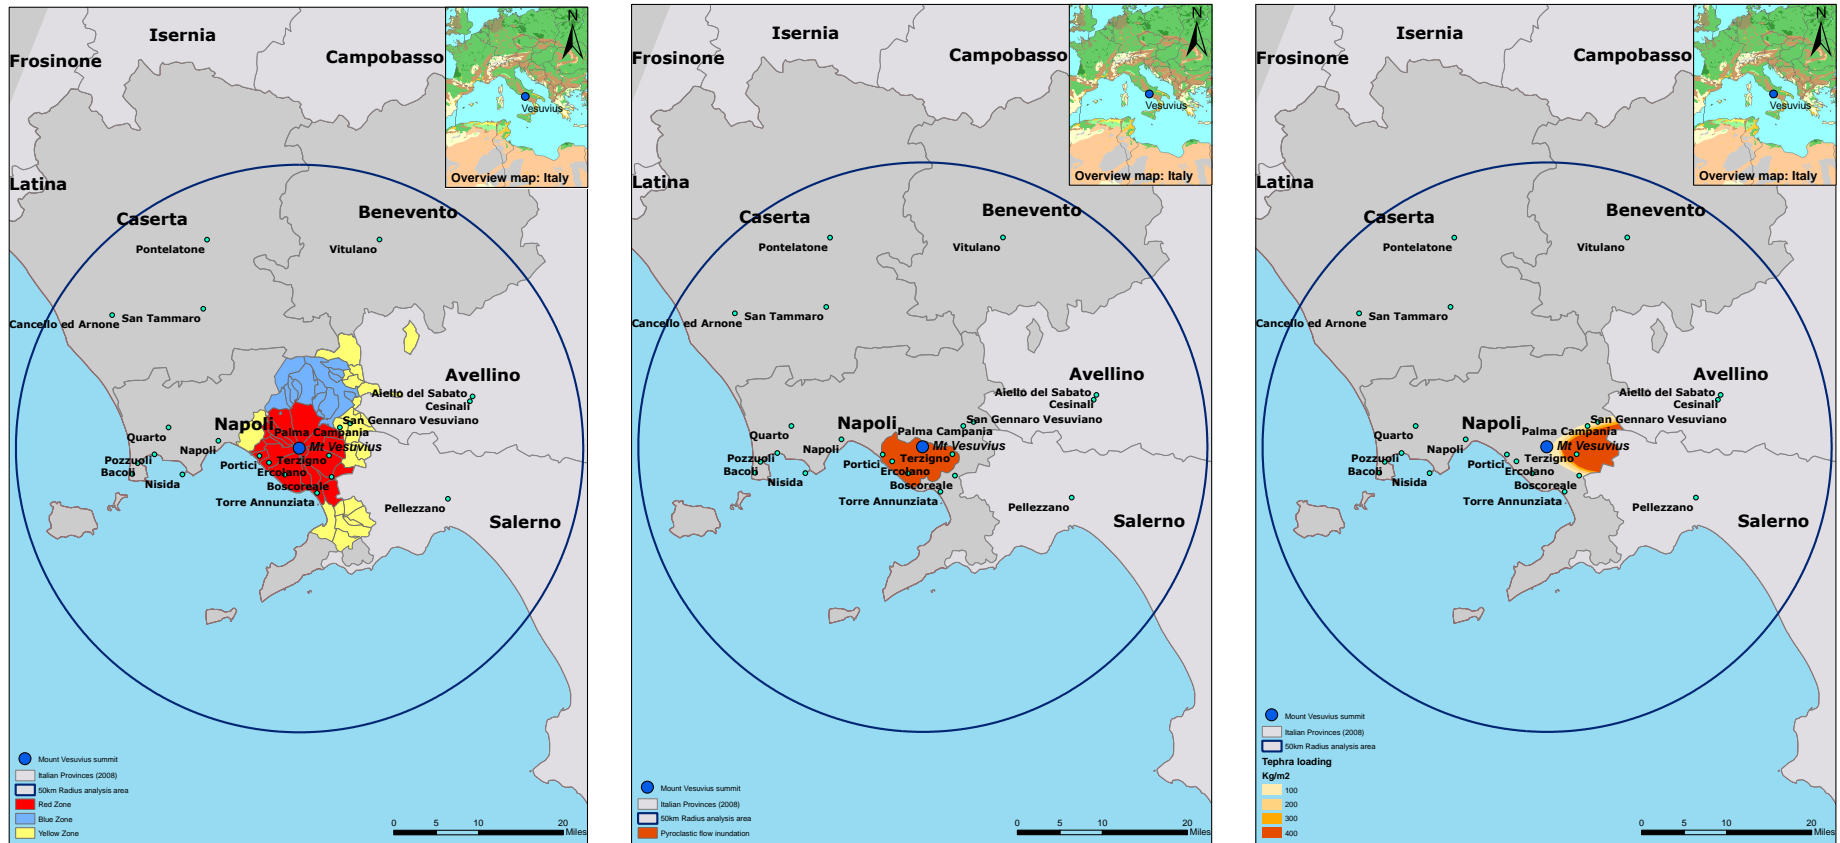 N
Isernia
Frosinone
Campobasso
Vesuvius
Overview map: Italy
Latina
Caserta
Benevento
Pontelatone
Vitulano
Cancello ed Arnone
San Tammaro
Avellino
Aiello del Sabato
Cesinali
Napoli
San Gennaro Vesuviano
Palma Campania
Quarto
Napoli
Mt Vesuvius
Pozzuoli
Portici
Terzigno
Bacoli
Ercolano
Nisida
Boscoreale
Torre Annunziata
Pellezzano
Salerno
Mount Vesuvius summit
Italian Provinces (2008)
50km Radius analysis area
Red Zone
Blue Zone
Yellow Zone
0 5 10 20
Miles
N
Isernia
Frosinone
Campobasso
Vesuvius
Overview map: Italy
Latina
Caserta
Benevento
Pontelatone
Vitulano
Cancello ed Arnone
San Tammaro
Avellino
Aiello del Sabato
Cesinali
Napoli
San Gennaro Vesuviano
Palma Campania
Quarto
Napoli
Mt Vesuvius
Pozzuoli
Portici
Terzigno
Bacoli
Ercolano
Nisida
Boscoreale
Torre Annunziata
Pellezzano
Salerno
Mount Vesuvius summit
Italian Provinces (2008)
50km Radius analysis area
Pyroclastic flow inundation
0 5 10 20
Miles
N
Isernia
Frosinone
Campobasso
Vesuvius
Overview map: Italy
Latina
Caserta
Benevento
Pontelatone
Vitulano
Cancello ed Arnone
San Tammaro
Avellino
Aiello del Sabato
Cesinali
Napoli
San Gennaro Vesuviano
Palma Campania
Quarto
Napoli
Mt Vesuvius
Pozzuoli
Portici
Terzigno
Bacoli
Ercolano
Nisida
Boscoreale
Torre Annunziata
Pellezzano
Salerno
Mount Vesuvius summit
Italian Provinces (2008)
50km Radius analysis area
Tephra loading
Kg/m2
100
200
300
400
0 5 10 20
Miles